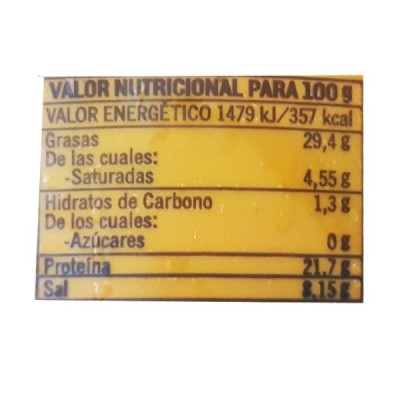 VALOR NUTRICIONAL PARA 100 g
VALOR ENERGÉTICO 1479 kJ/357 kcal
Grasas 29,4 g
De las cuales:
-Saturadas 4,55 g
Hidratos de Carbono 1,3 g
De los cuales:
-Azúcares 0 g
Proteína 21,7 g
Sal 8,15 g